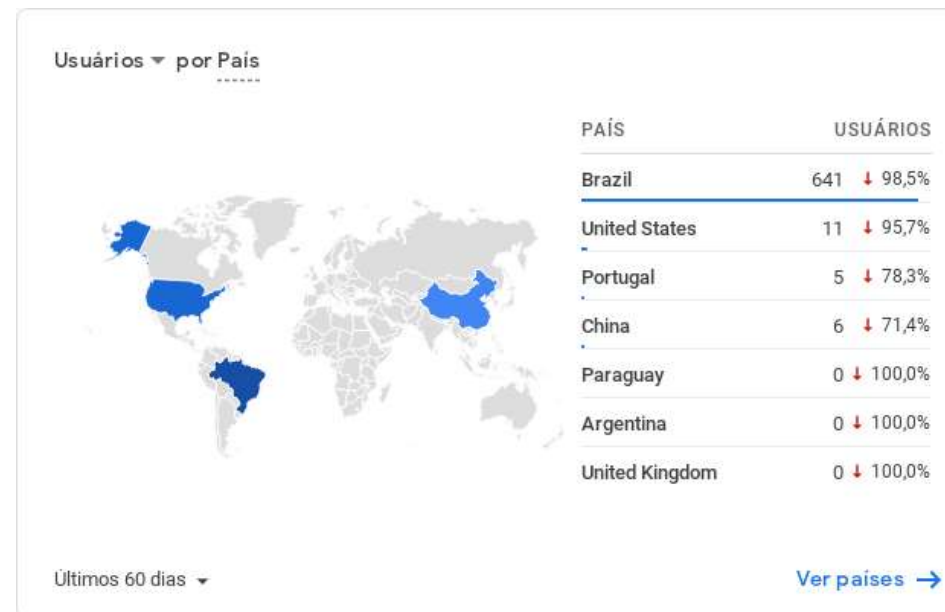 Usuários por País
PAÍS USUÁRIOS
Brazil 641 ↓ 98,5%
United States 11 ↓ 95,7%
Portugal 5 ↓ 78,3%
China 6 ↓ 71,4%
Paraguay 0 ↓ 100,0%
Argentina 0 ↓ 100,0%
United Kingdom 0 ↓ 100,0%
Últimos 60 dias
Ver países →